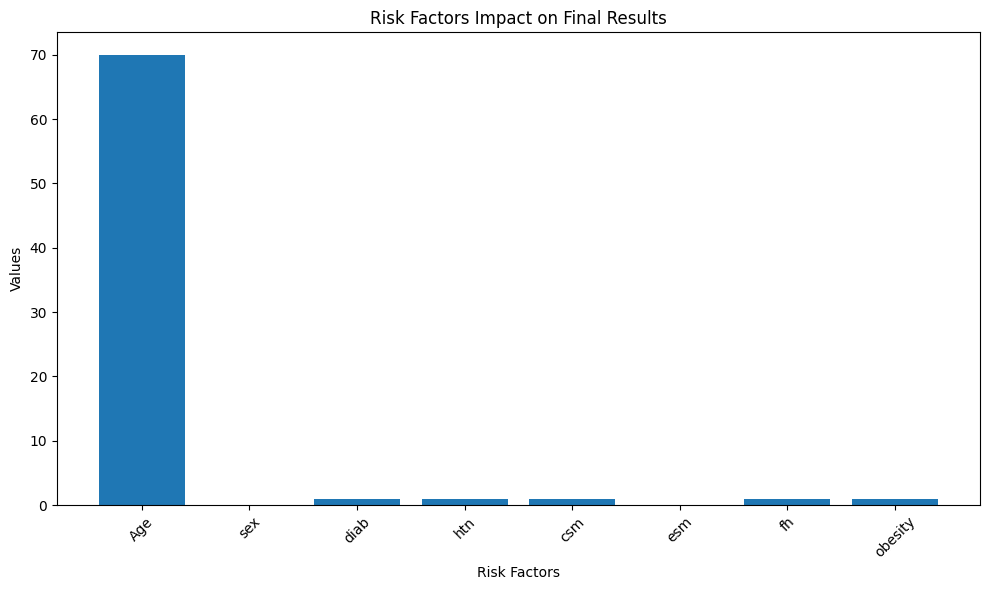 Risk Factors Impact on Final Results
Values
70
60
50
40
30
20
10
0
Age
sex
diab
htn
csm
esm
fh
obesity
Risk Factors